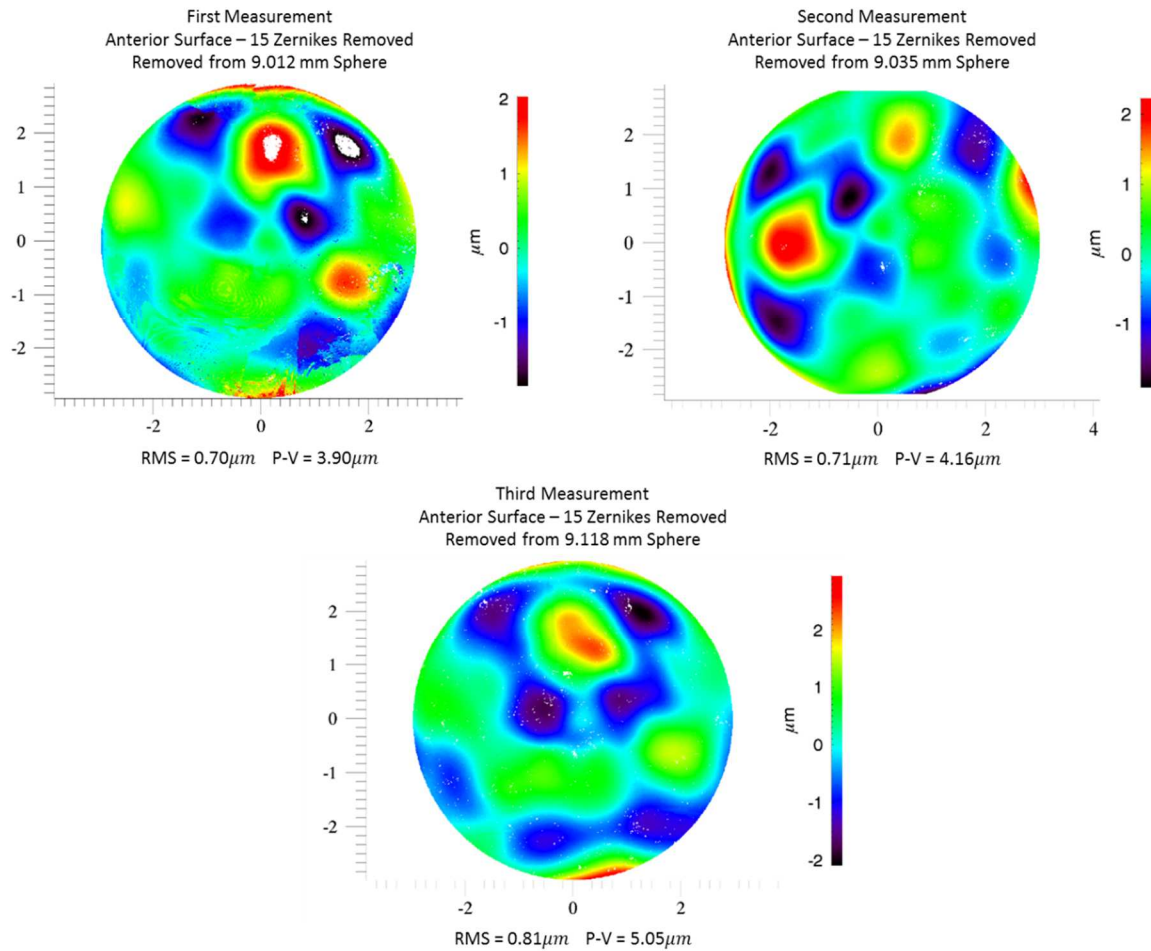 First Measurement
Anterior Surface – 15 Zernikes Removed
Removed from 9.012 mm Sphere
2
1
0
-1
-2
-2 0 2
2
1
0
-1
μm
RMS = 0.70μm P-V = 3.90μm
Second Measurement
Anterior Surface – 15 Zernikes Removed
Removed from 9.035 mm Sphere
2
1
0
-1
-2
-2 0 2 4
2
1
0
-1
μm
RMS = 0.71μm P-V = 4.16μm
Third Measurement
Anterior Surface – 15 Zernikes Removed
Removed from 9.118 mm Sphere
2
1
0
-1
-2
-2 0 2
2
1
0
-1
-2
μm
RMS = 0.81μm P-V = 5.05μm